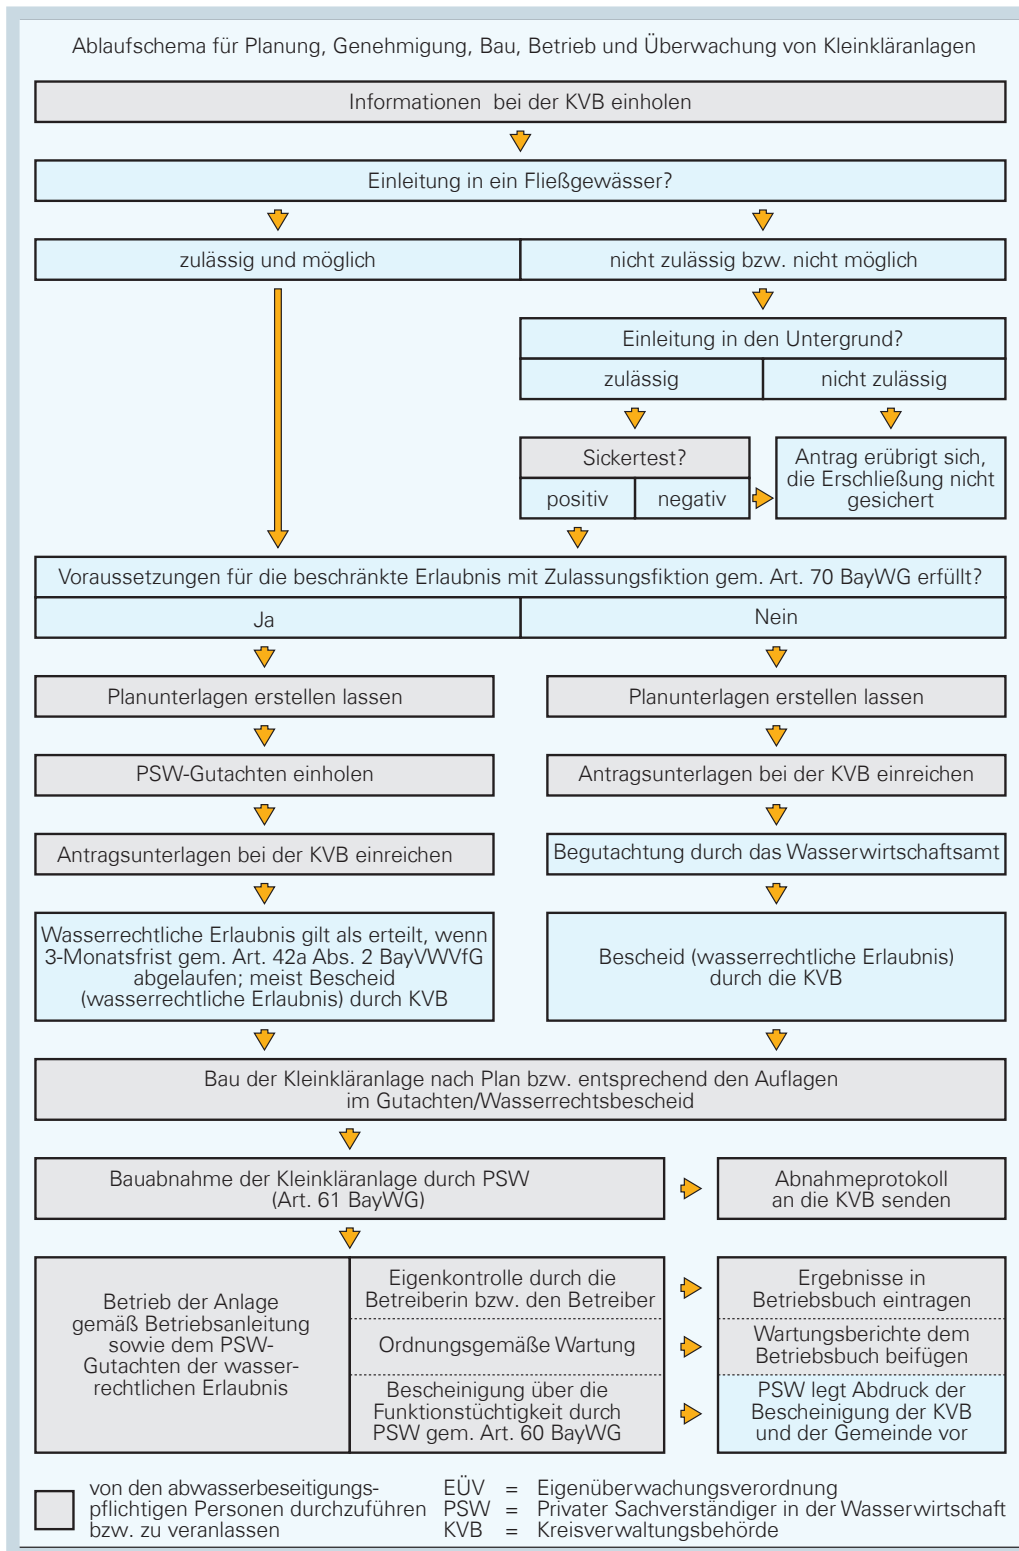 Ablaufschema für Planung, Genehmigung, Bau, Betrieb und Überwachung von Kleinkläranlagen
Informationen bei der KVB einholen
Einleitung in ein Fließgewässer?
zulässig und möglich
nicht zulässig bzw. nicht möglich
Einleitung in den Untergrund?
zulässig
nicht zulässig
Sickertest?
positiv
negativ
Antrag erübrigt sich,
die Erschließung nicht
gesichert
Voraussetzungen für die beschränkte Erlaubnis mit Zulassungsfiktion gem. Art. 70 BayWG erfüllt?
Ja
Nein
Planunterlagen erstellen lassen
PSW-Gutachten einholen
Antragsunterlagen bei der KVB einreichen
Wasserrechtliche Erlaubnis gilt als erteilt, wenn
3-Monatsfrist gem. Art. 42a Abs. 2 BayVWVfG
abgelaufen; meist Bescheid
(wasserrechtliche Erlaubnis) durch KVB
Planunterlagen erstellen lassen
Antragsunterlagen bei der KVB einreichen
Begutachtung durch das Wasserwirtschaftsamt
Bescheid (wasserrechtliche Erlaubnis)
durch die KVB
Bau der Kleinkläranlage nach Plan bzw. entsprechend den Auflagen
im Gutachten/Wasserrechtsbescheid
Bauabnahme der Kleinkläranlage durch PSW
(Art. 61 BayWG)
Abnahmeprotokoll
an die KVB senden
Betrieb der Anlage
gemäß Betriebsanleitung
sowie dem PSW-
Gutachten der wasser-
rechtlichen Erlaubnis
Eigenkontrolle durch die
Betreiberin bzw. den Betreiber
Ergebnisse in
Betriebsbuch eintragen
Ordnungsgemäße Wartung
Wartungsberichte dem
Betriebsbuch beifügen
Bescheinigung über die
Funktionstüchtigkeit durch
PSW gem. Art. 60 BayWG
PSW legt Abdruck der
Bescheinigung der KVB
und der Gemeinde vor
von den abwasserbeseitigungs-
pflichtigen Personen durchzuführen
bzw. zu veranlassen
EÜV = Eigenüberwachungsverordnung
PSW = Privater Sachverständiger in der Wasserwirtschaft
KVB = Kreisverwaltungsbehörde